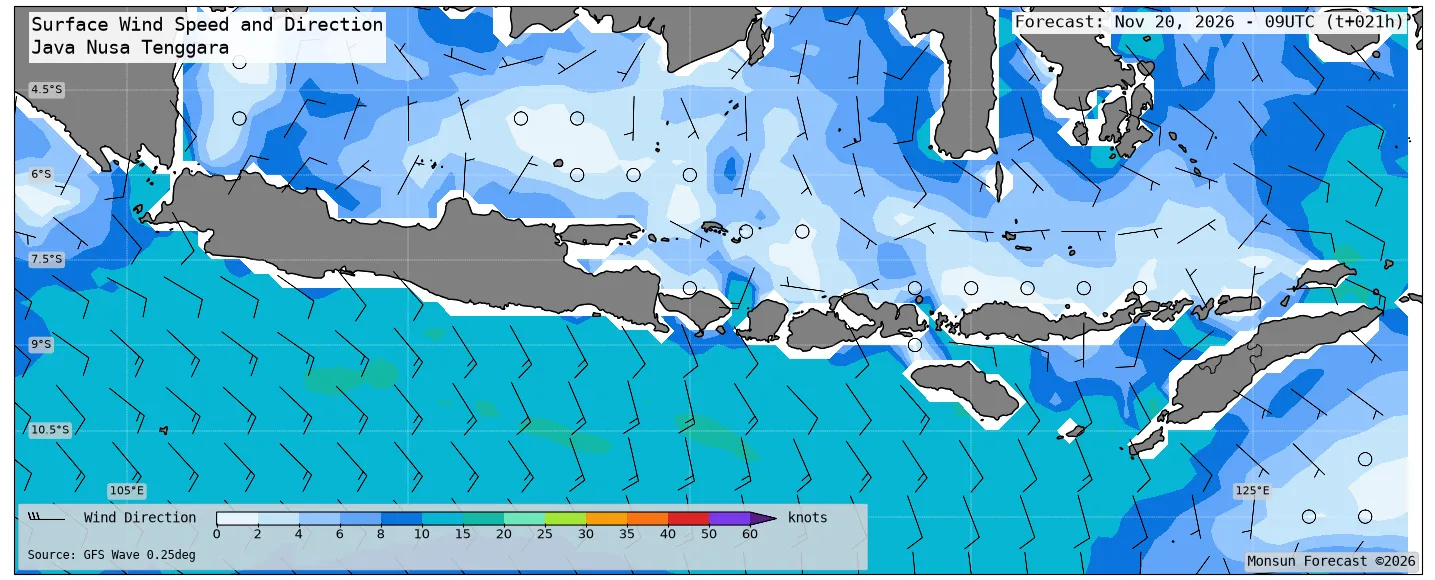 Surface Wind Speed and Direction
Java Nusa Tenggara
Forecast: Nov 20, 2026 - 09UTC (t+021h)
4.5°S
6°S
7.5°S
9°S
10.5°S
105°E
125°E
Wind Direction
0 2 4 6 8 10 15 20 25 30 35 40 50 60
knots
Source: GFS Wave 0.25deg
Monsun Forecast ©2026